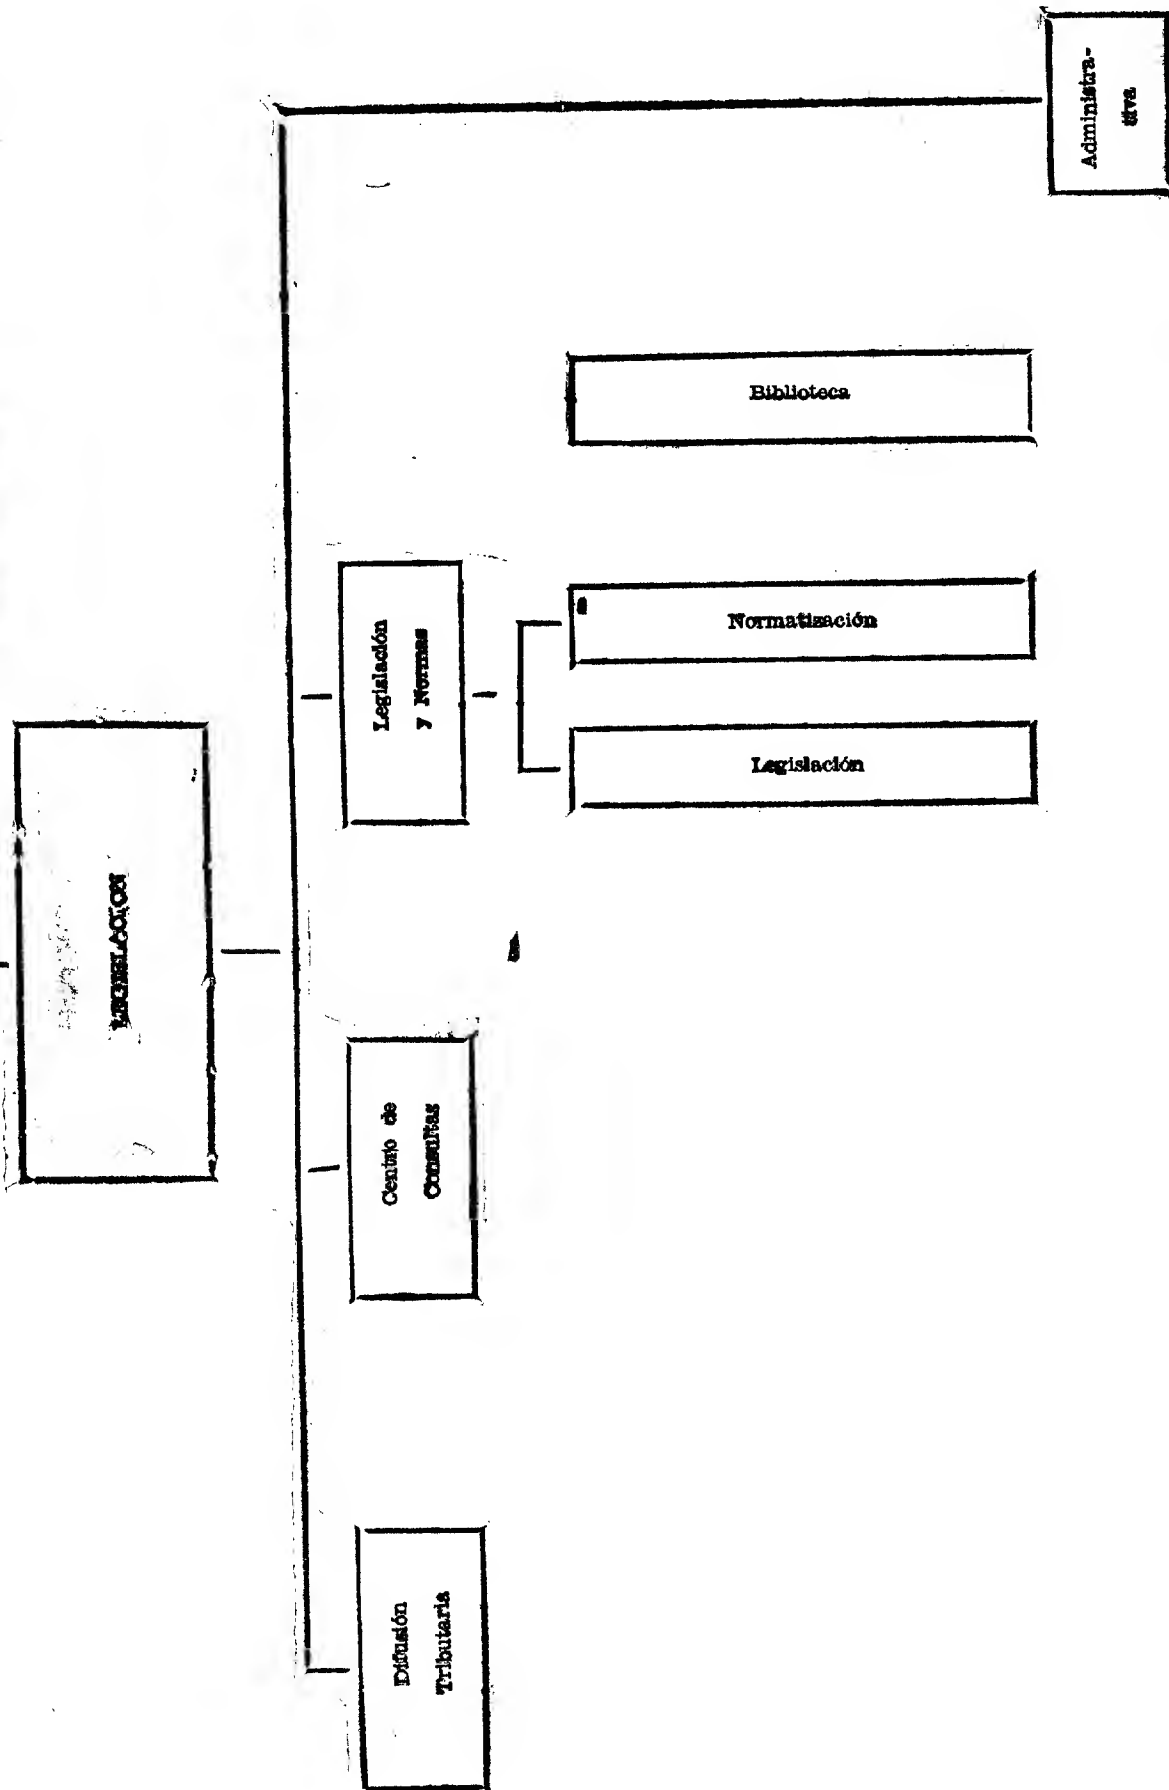 LEGISLACION
Difusión
Tributaria
Centro de
Consultas
Legislación
y Normas
Legislación
Normatización
Biblioteca
Administra-
tiva